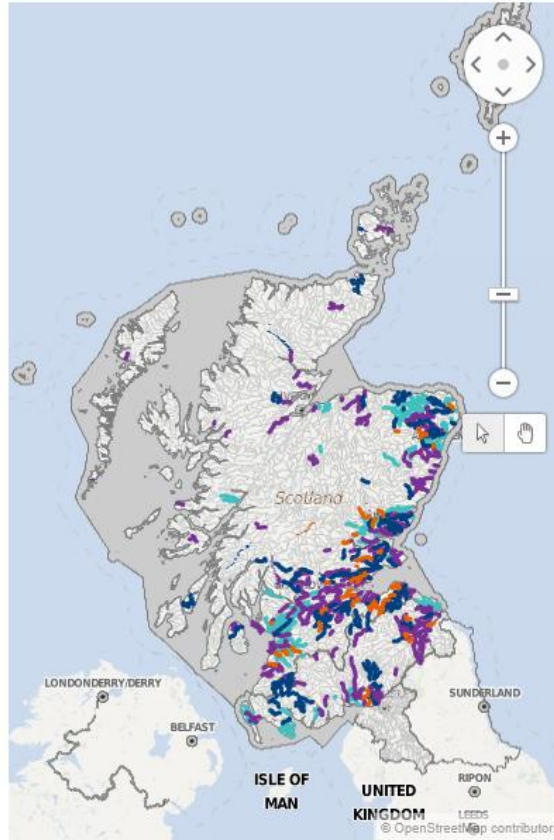 Scotland
LONDONDERRY/DERRY
BELFAST
SUNDERLAND
ISLE OF
MAN
UNITED
KINGDOM
RIPON
LEEDS
© OpenStreetMap contributor